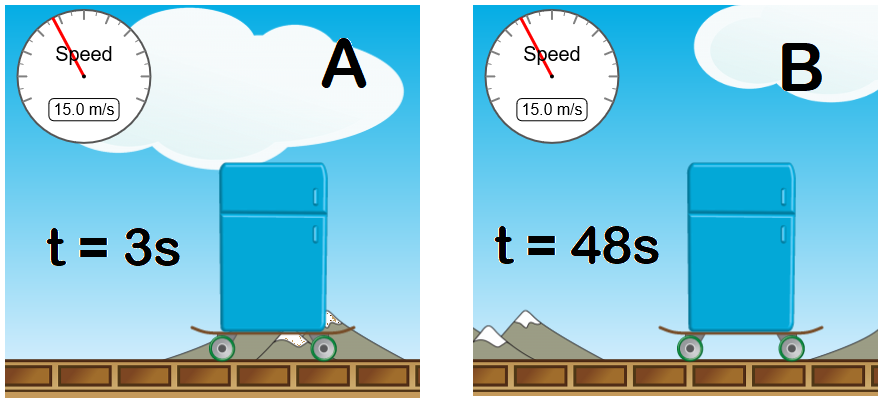 Speed
15.0 m/s
A
t = 3s
Speed
15.0 m/s
B
t = 48s